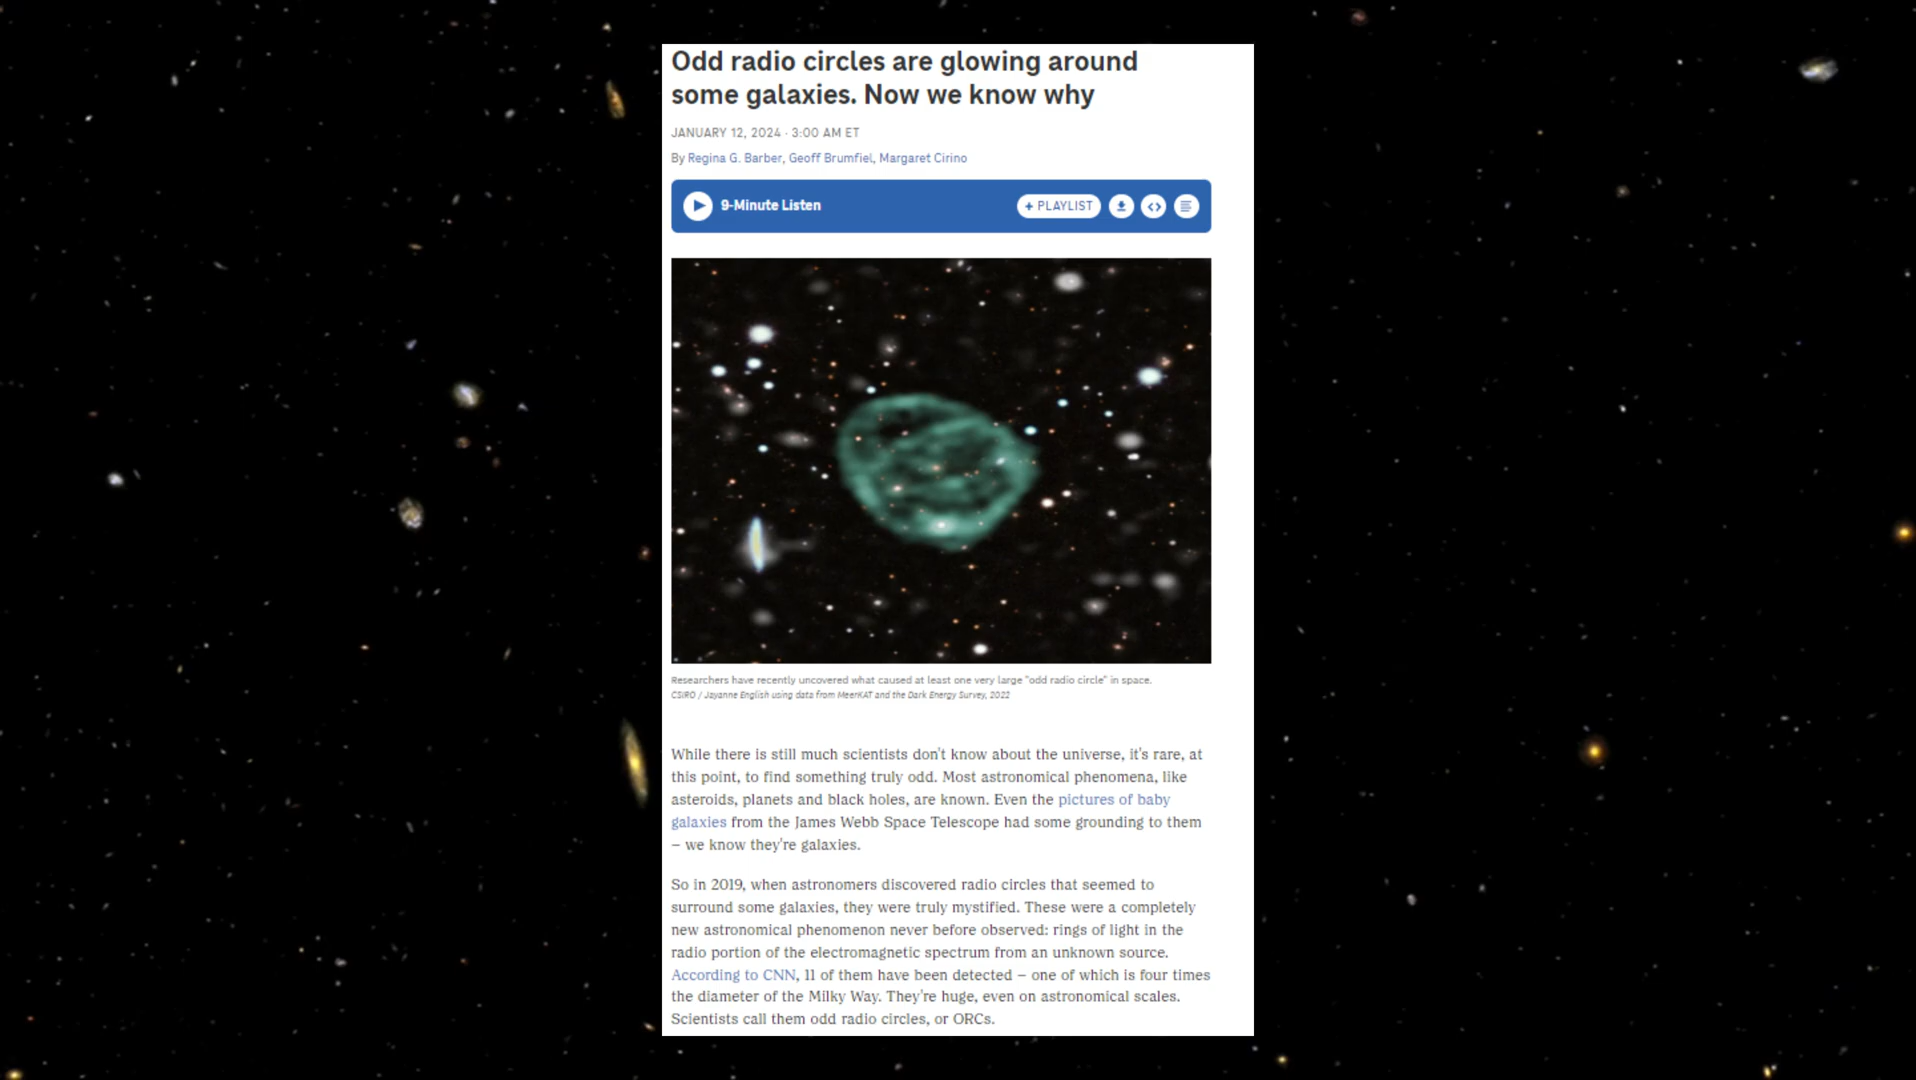 Odd radio circles are glowing around
some galaxies. Now we know why
JANUARY 12, 2024 · 3:00 AM ET
By Regina G. Barber, Geoff Brumfiel, Margaret Cirino
9-Minute Listen
+ PLAYLIST
Researchers have recently uncovered what caused at least one very large "odd radio circle" in space.
CSIRO / Jayanne English using data from MeerKAT and the Dark Energy Survey, 2022
While there is still much scientists don't know about the universe, it's rare, at
this point, to find something truly odd. Most astronomical phenomena, like
asteroids, planets and black holes, are known. Even the pictures of baby
galaxies from the James Webb Space Telescope had some grounding to them
– we know they're galaxies.
So in 2019, when astronomers discovered radio circles that seemed to
surround some galaxies, they were truly mystified. These were a completely
new astronomical phenomenon never before observed: rings of light in the
radio portion of the electromagnetic spectrum from an unknown source.
According to CNN, 11 of them have been detected – one of which is four times
the diameter of the Milky Way. They're huge, even on astronomical scales.
Scientists call them odd radio circles, or ORCs.